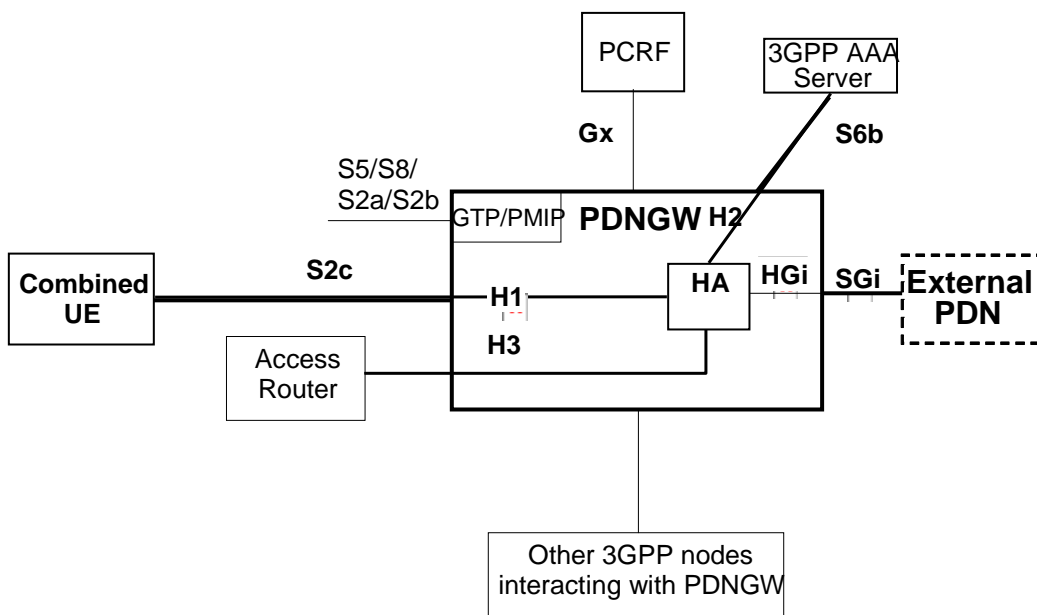 PCRF
3GPP AAA
Server
Gx
S6b
S5/S8/
S2a/S2b
GTP/PMIP
PDNGW H2
Combined
UE
S2c
H1
HA
HGi
SGi
External
PDN
H3
Access
Router
Other 3GPP nodes
interacting with PDNGW